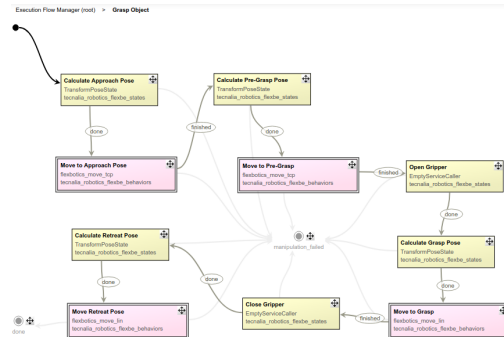 Execution Flow Manager (root) > Grasp Object
Calculate Approach Pose
TransformPoseState
tecnalia_robotics_flexbe_states
Calculate Pre-Grasp Pose
TransformPoseState
tecnalia_robotics_flexbe_states
done
finished
done
Move to Approach Pose
flexbotics_move_tcp
tecnalia_robotics_flexbe_behaviors
Move to Pre-Grasp
flexbotics_move_tcp
tecnalia_robotics_flexbe_behaviors
finished
Open Gripper
EmptyServiceCaller
tecnalia_robotics_flexbe_states
done
Calculate Retreat Pose
TransformPoseState
tecnalia_robotics_flexbe_states
manipulation_failed
Calculate Grasp Pose
TransformPoseState
tecnalia_robotics_flexbe_states
done
done
done
Move Retreat Pose
flexbotics_move_lin
tecnalia_robotics_flexbe_behaviors
Close Gripper
EmptyServiceCaller
tecnalia_robotics_flexbe_states
finished
Move to Grasp
flexbotics_move_lin
tecnalia_robotics_flexbe_behaviors
done